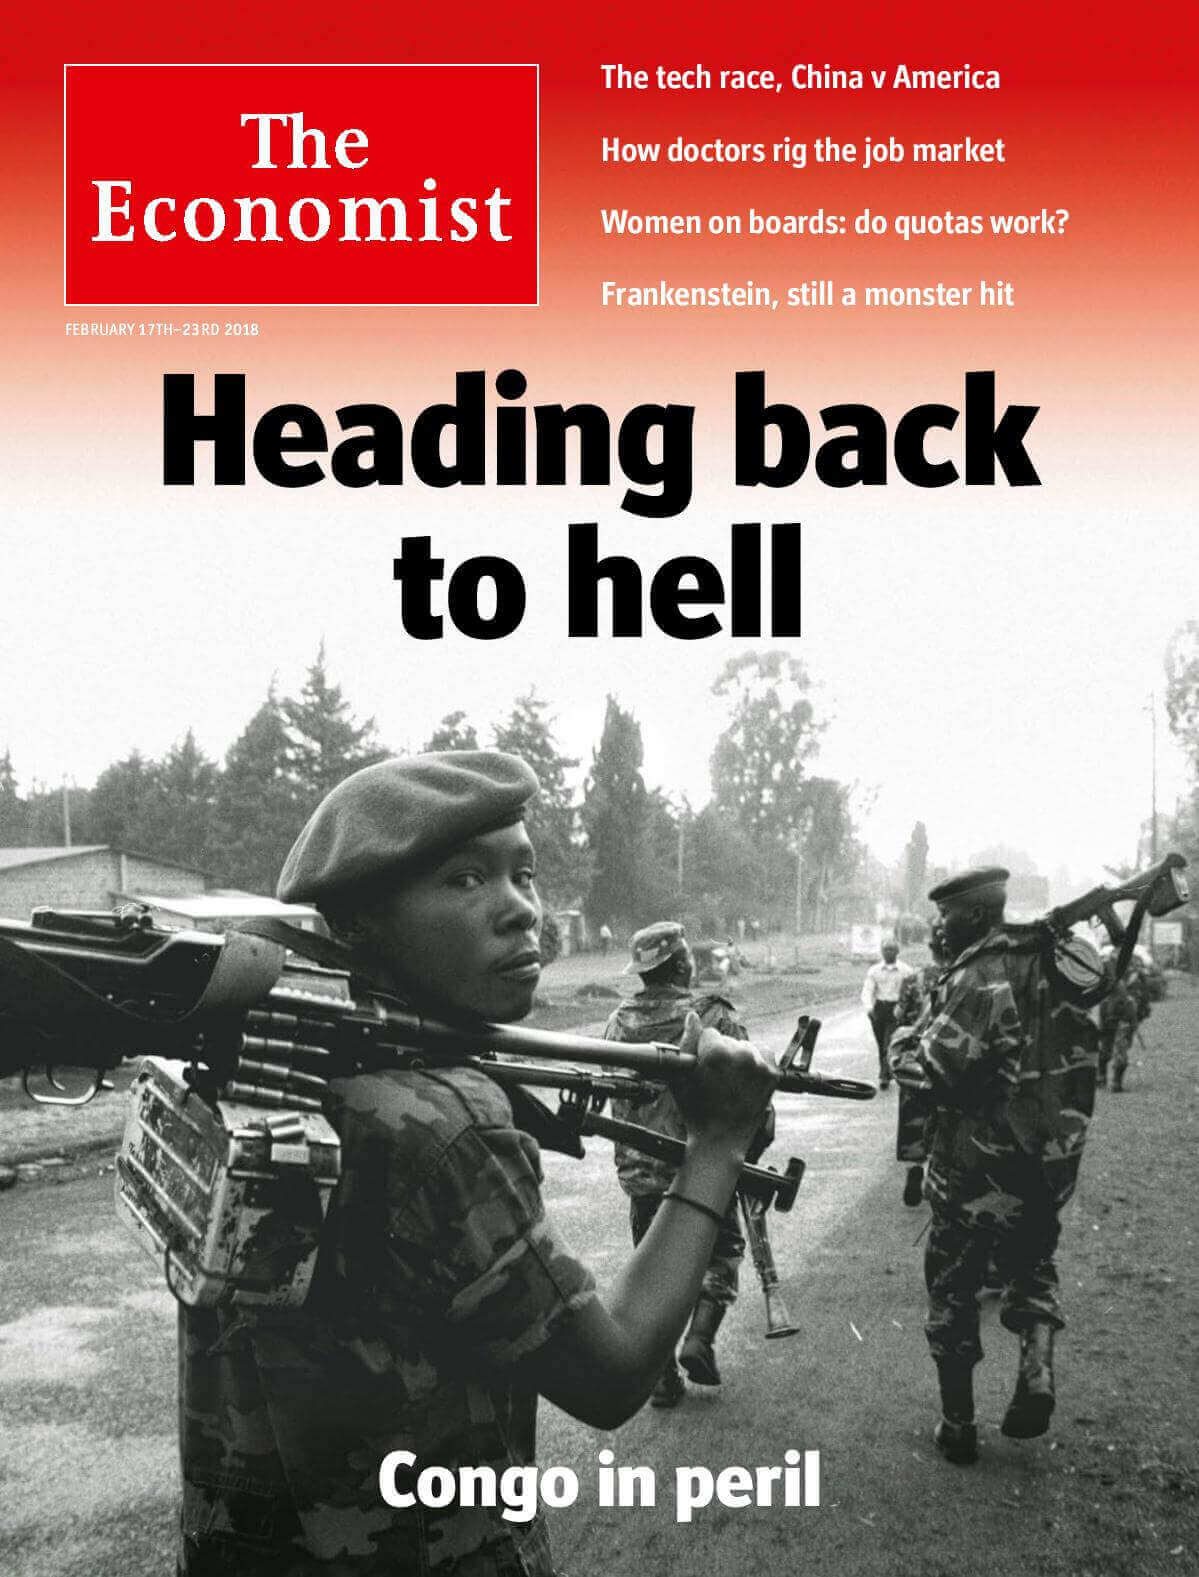 The
Economist
FEBRUARY 17TH–23RD 2018
The tech race, China v America
How doctors rig the job market
Women on boards: do quotas work?
Frankenstein, still a monster hit
Heading back
to hell
Congo in peril